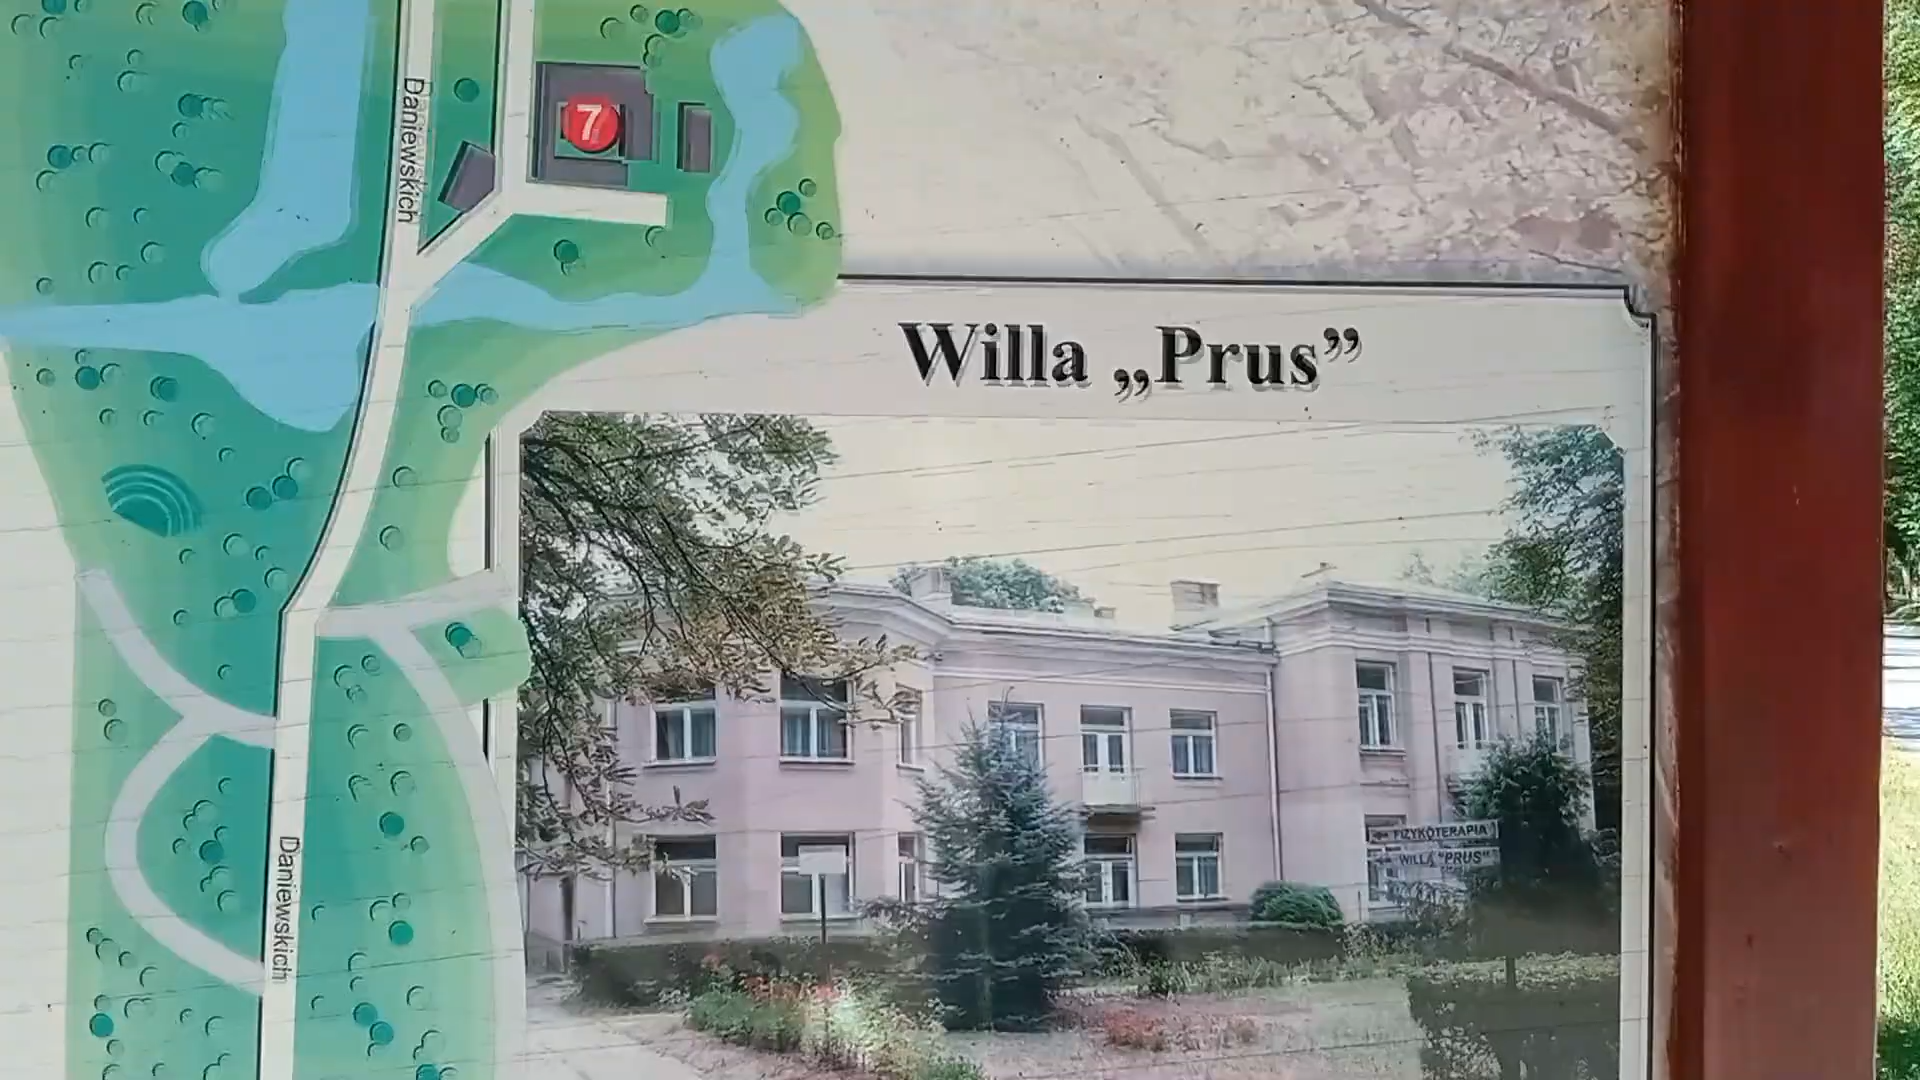 Daniewskich
7
Willa „Prus”
FIZYKOTERAPIA
WILLA "PRUS"
Daniewskich